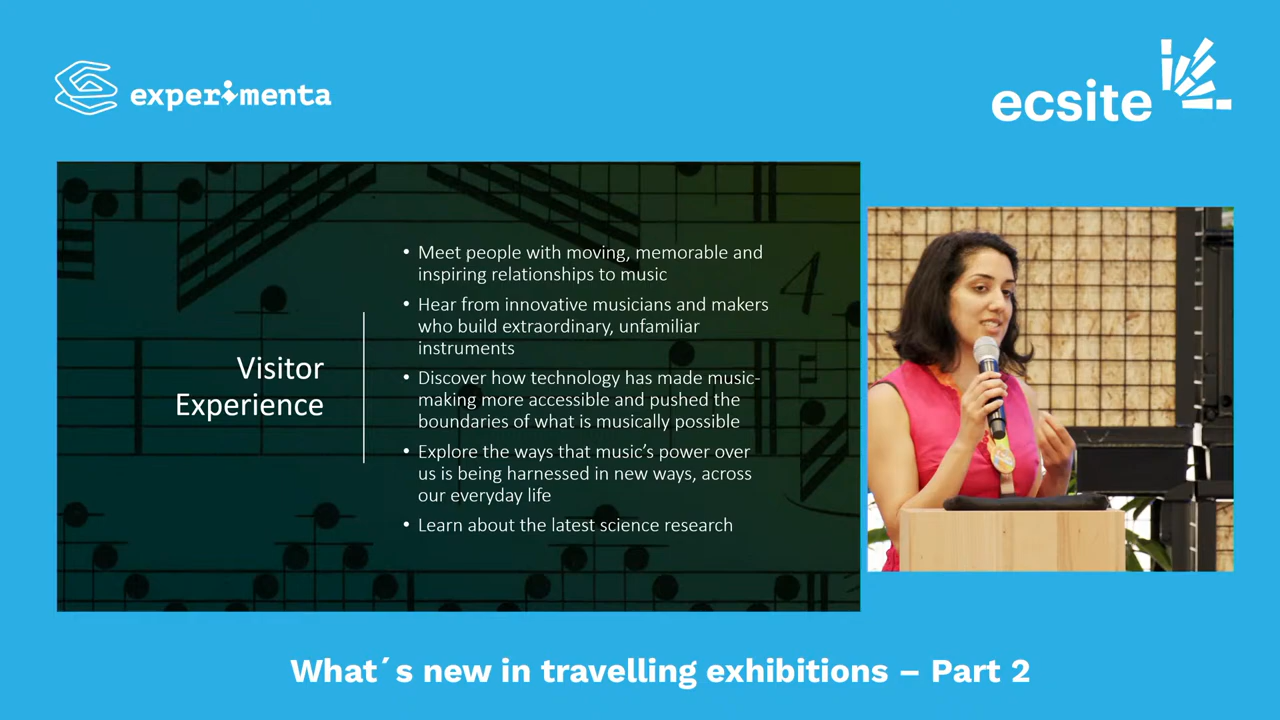 experimenta
ecsite
Visitor
Experience
• Meet people with moving, memorable and
inspiring relationships to music
• Hear from innovative musicians and makers
who build extraordinary, unfamiliar
instruments
• Discover how technology has made music-
making more accessible and pushed the
boundaries of what is musically possible
• Explore the ways that music’s power over
us is being harnessed in new ways, across
our everyday life
• Learn about the latest science research
4
What´s new in travelling exhibitions – Part 2